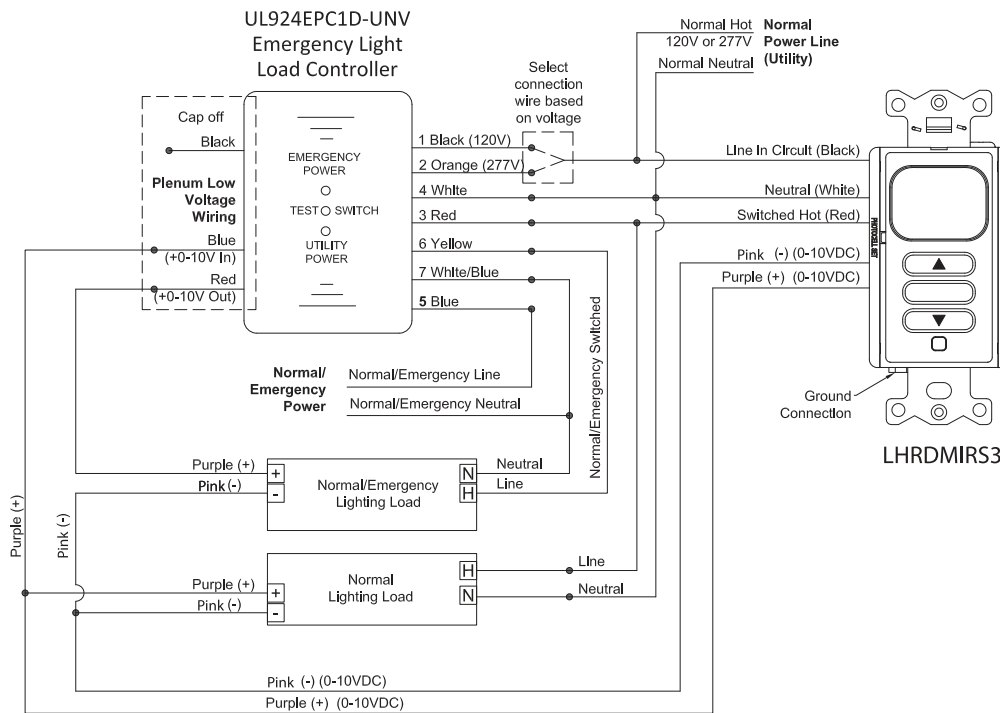 UL924EPC1D-UNV
Emergency Light
Load Controller
Normal Hot
120V or 277V
Normal Neutral
Normal
Power Line
(Utility)
Select
connection
wire based
on voltage
Cap off
Black
Plenum Low
Voltage
Wiring
Blue
(+0-10V In)
Red
(+0-10V Out)
EMERGENCY
POWER
TEST SWITCH
UTILITY
POWER
1 Black (120V)
2 Orange (277V)
4 White
3 Red
6 Yellow
7 White/Blue
5 Blue
Line In Circuit (Black)
Neutral (White)
Switched Hot (Red)
Pink (-) (0-10VDC)
Purple (+) (0-10VDC)
PHOTOCELL SET
Ground
Connection
LHRDMIRS3
Normal/
Emergency
Power
Normal/Emergency Line
Normal/Emergency Neutral
Normal/Emergency Switched
Purple (+)
Pink (-)
+
-
Normal/Emergency
Lighting Load
N
H
Neutral
Line
Purple (+)
Pink (-)
Purple (+)
Pink (-)
+
-
Normal
Lighting Load
H
N
Line
Neutral
Pink (-) (0-10VDC)
Purple (+) (0-10VDC)